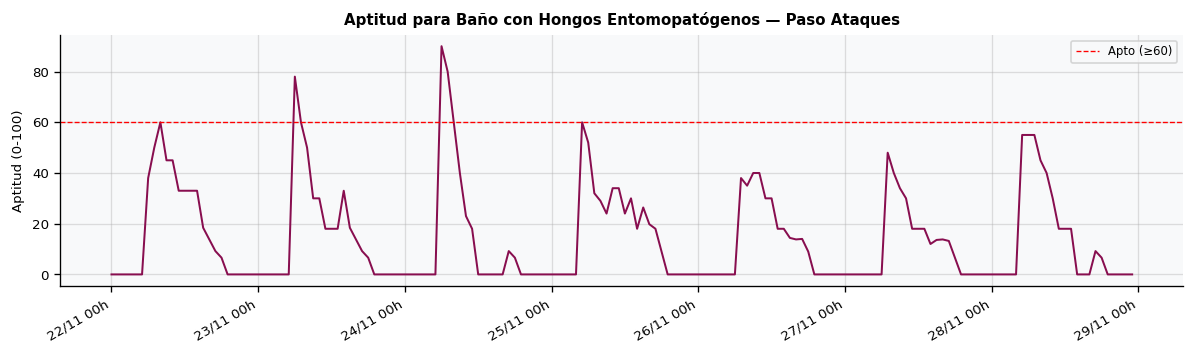 Aptitud para Baño con Hongos Entomopatógenos — Paso Ataques
Apto (≥60)
Aptitud (0-100)
80
60
40
20
0
22/11 00h
23/11 00h
24/11 00h
25/11 00h
26/11 00h
27/11 00h
28/11 00h
29/11 00h